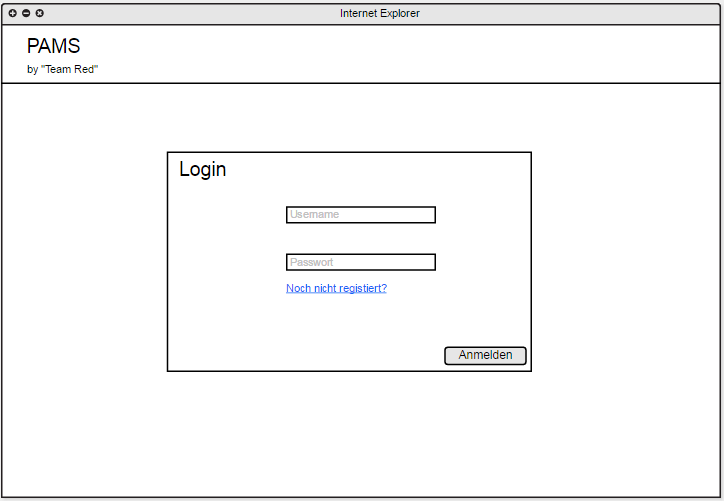 Internet Explorer
PAMS
by "Team Red"
Login
Username
Passwort
Noch nicht registiert?
Anmelden